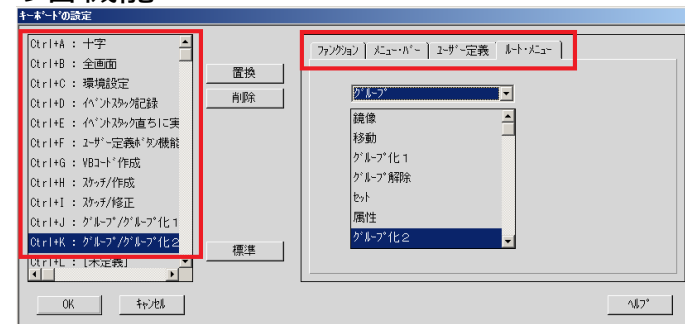 キーボードの設定
Ctrl+A : 十字
Ctrl+B : 全画面
Ctrl+C : 環境設定
Ctrl+D : イベントスタック記録
Ctrl+E : イベントスタック直ちに実
Ctrl+F : ユーザー定義ボタン機能
Ctrl+G : VBコード作成
Ctrl+H : スケッチ/作成
Ctrl+I : スケッチ/修正
Ctrl+J : グループ/グループ化1
Ctrl+K : グループ/グループ化2
Ctrl+L : [未定義]
置換
削除
標準
ファンクション
メニュー・バー
ユーザー定義
ルート・メニュー
グループ
鏡像
移動
グループ化1
グループ解除
セット
属性
グループ化2
OK
キャンセル
ヘルプ